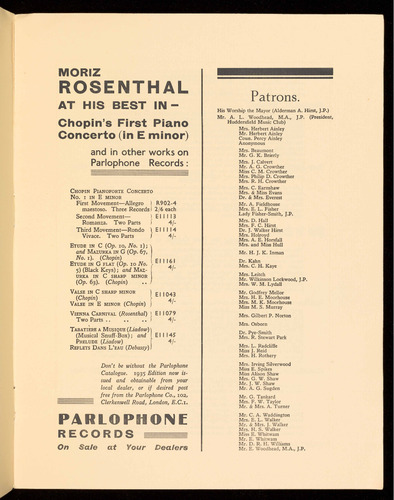 MORIZ
ROSENTHAL
AT HIS BEST IN —
Chopin's First Piano
Concerto (in E minor)
and in other works on
Parlophone Records:
CHOPIN PIANOFORTE CONCERTO
No. 1 IN E MINOR
First Movement—Allegro maestoso. Three Records R902-4 2/6 each
Second Movement—Romanza. Two Parts E11113 4/-
Third Movement—Rondo Vivace. Two Parts E11114 4/-
ETUDE IN C (Op. 10, No. 1); and MAZURKA IN G (Op. 67, No. 1). (Chopin)
ETUDE IN G FLAT (Op. 10 No. 5) (Black Keys); and MAZURKA IN C SHARP MINOR (Op. 63). (Chopin) E11161 4/-
VALSE IN C SHARP MINOR (Chopin)
VALSE IN E MINOR (Chopin) E11043 4/-
VIENNA CARNIVAL (Rosenthal) Two Parts E11079 4/-
TABATIÈRE A MUSIQUE (Liadow) (Musical Snuff-Box); and PRELUDE (Liadow)
REFLETS DANS L'EAU (Debussy) E11145 4/-
Don't be without the Parlophone
Catalogue. 1935 Edition now issued
and obtainable from your
local dealer, or if desired post
free from the Parlophone Co., 102,
Clerkenwell Road, London, E.C.1.
PARLOPHONE
RECORDS
On Sale at Your Dealers
Patrons.
His Worship the Mayor (Alderman A. Hirst, J.P.)
Mr. A. L. Woodhead, M.A., J.P. (President,
Huddersfield Music Club)
Mrs. Herbert Ainley
Mr. Herbert Ainley
Coun. Percy Ainley
Anonymous
Mrs. Beaumont
Mr. G. K. Brierly
Mrs. J. Calvert
Mr. A. G. Crowther
Miss C. M. Crowther
Mrs. Philip D. Crowther
Mrs. R. H. Crowther
Mrs. C. Earnshaw
Mrs. & Miss Evans
Dr. & Mrs. Everest
Mr. A. Fieldhouse
Mrs. E. L. Fisher
Lady Fisher-Smith, J.P.
Mrs. D. Hall
Mrs. F. C. Hirst
Dr. J. Walker Hirst
Mrs. Holroyd
Mrs. A. E. Horsfall
Mrs. and Miss Hull
Mr. H. J. K. Inman
Dr. Kahn
Mrs. C. H. Kaye
Mrs. Leitch
Mr. Wilkinson Lockwood, J.P.
Mrs. W. M. Lydall
Mr. Godfrey Mellor
Mrs. H. E. Moorhouse
Mrs. M. K. Moorhouse
Miss M. S. Murray
Mrs. Gilbert P. Norton
Mrs. Osborn
Dr. Pye-Smith
Mrs. R. Stewart Park
Mrs. L. Radcliffe
Miss J. Reid
Mrs. H. Rothery
Mrs. Irving Silverwood
Miss E. Spiers
Miss Alison Shaw
Mrs. G. W. Shaw
Mr. J. W. Shaw
Mr. A. G. Sugden
Mr. G. Tanhard
Mrs. P. W. Taylor
Mr. & Mrs. A. Turner
Mr. C. A. Waddington
Mrs. E. L. Walker
Mr. & Mrs. J. Walker
Mrs. H. S. Walker
Miss E. Whitwam
Mr. E. Whitwam
Mr. D. R. H. Williams
Mr. E. Woodhead, M.A., J.P.